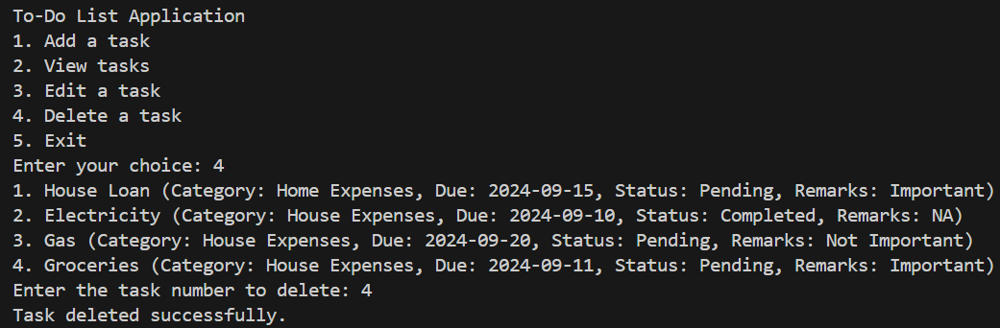 To-Do List Application
1. Add a task
2. View tasks
3. Edit a task
4. Delete a task
5. Exit
Enter your choice: 4
1. House Loan (Category: Home Expenses, Due: 2024-09-15, Status: Pending, Remarks: Important)
2. Electricity (Category: House Expenses, Due: 2024-09-10, Status: Completed, Remarks: NA)
3. Gas (Category: House Expenses, Due: 2024-09-20, Status: Pending, Remarks: Not Important)
4. Groceries (Category: House Expenses, Due: 2024-09-11, Status: Pending, Remarks: Important)
Enter the task number to delete: 4
Task deleted successfully.